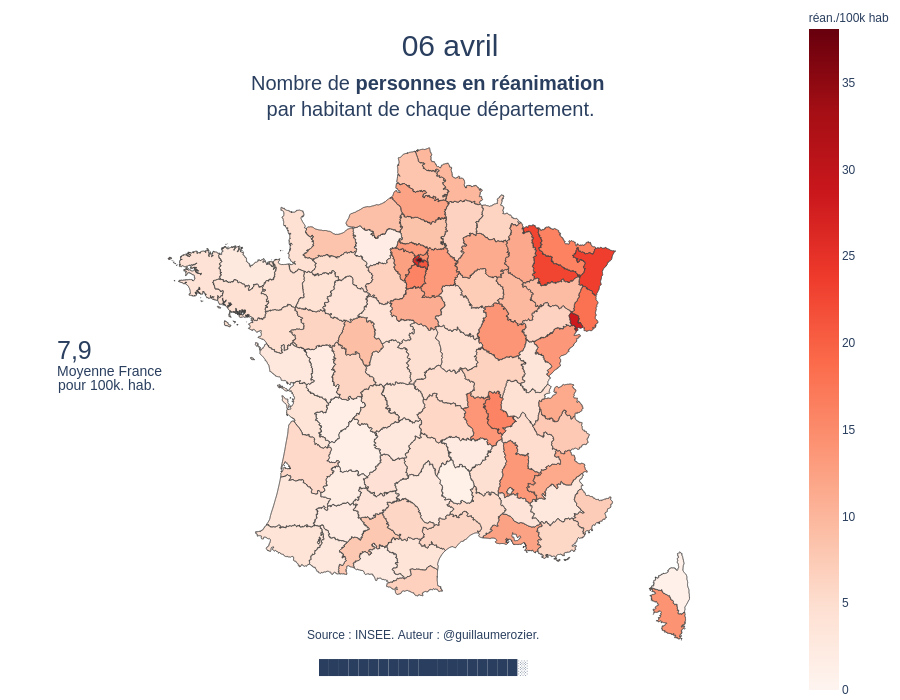 réan./100k hab
06 avril
Nombre de personnes en réanimation
par habitant de chaque département.
35
30
25
20
15
10
5
0
7,9
Moyenne France
pour 100k. hab.
Source : INSEE. Auteur : @guillaumerozier.